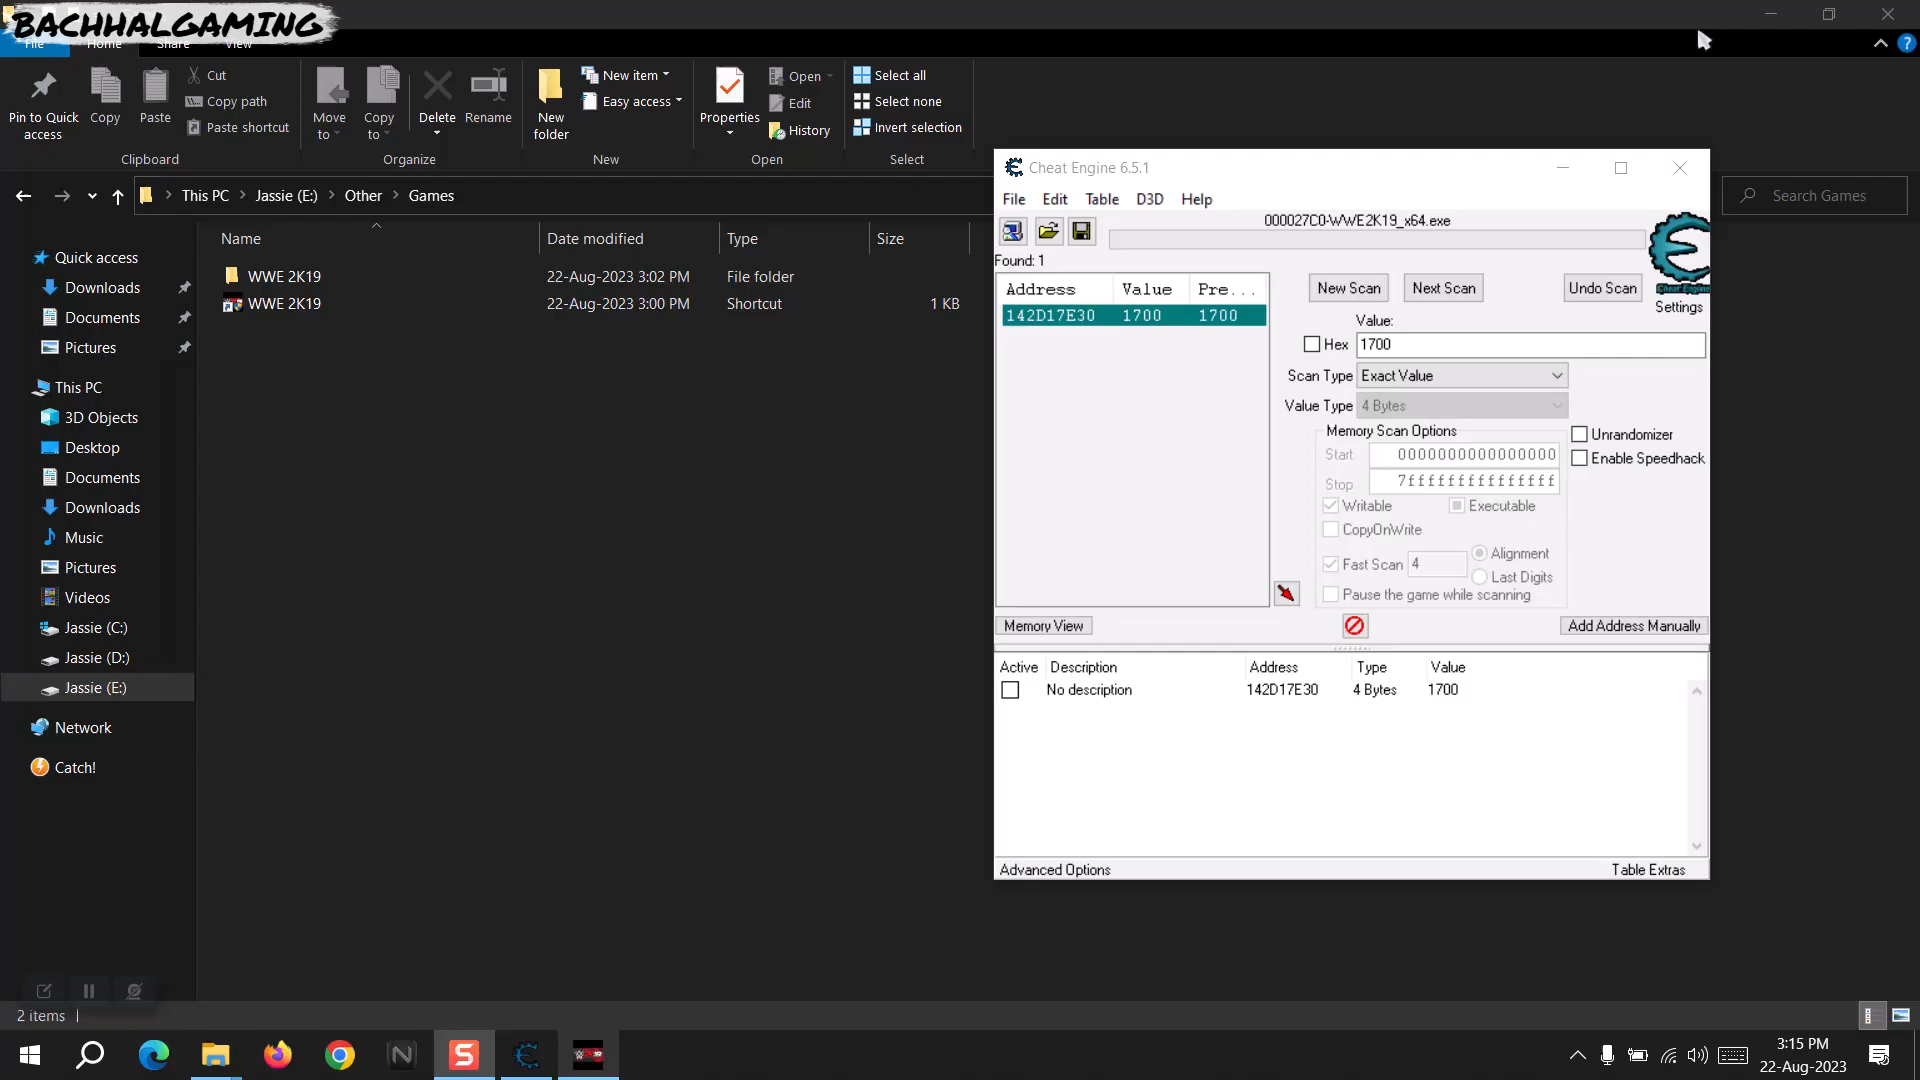 BACHHALGAMING
File
Home
Share
View
Pin to Quick
access
Copy
Paste
Cut
Copy path
Paste shortcut
Clipboard
Move
to
Copy
to
Delete
Rename
Organize
New
folder
New item
Easy access
New
Properties
Open
Edit
History
Open
Select all
Select none
Invert selection
Select
This PC
Jassie (E:)
Other
Games
Search Games
Name
Date modified
Type
Size
WWE 2K19
22-Aug-2023 3:02 PM
File folder
WWE 2K19
22-Aug-2023 3:00 PM
Shortcut
1 KB
Quick access
Downloads
Documents
Pictures
This PC
3D Objects
Desktop
Documents
Downloads
Music
Pictures
Videos
Jassie (C:)
Jassie (D:)
Jassie (E:)
Network
Catch!
2 items
Cheat Engine 6.5.1
File
Edit
Table
D3D
Help
000027C0-WWE2K19_x64.exe
Found: 1
Address
Value
Pre...
142D17E30
1700
1700
New Scan
Next Scan
Undo Scan
Cheat Engine
Settings
Value:
Hex
1700
Scan Type
Exact Value
Value Type
4 Bytes
Memory Scan Options
Start
0000000000000000
Stop
7fffffffffffffff
Writable
Executable
CopyOnWrite
Fast Scan
4
Alignment
Last Digits
Pause the game while scanning
Unrandomizer
Enable Speedhack
Memory View
Add Address Manually
Active
Description
Address
Type
Value
No description
142D17E30
4 Bytes
1700
Advanced Options
Table Extras
3:15 PM
22-Aug-2023